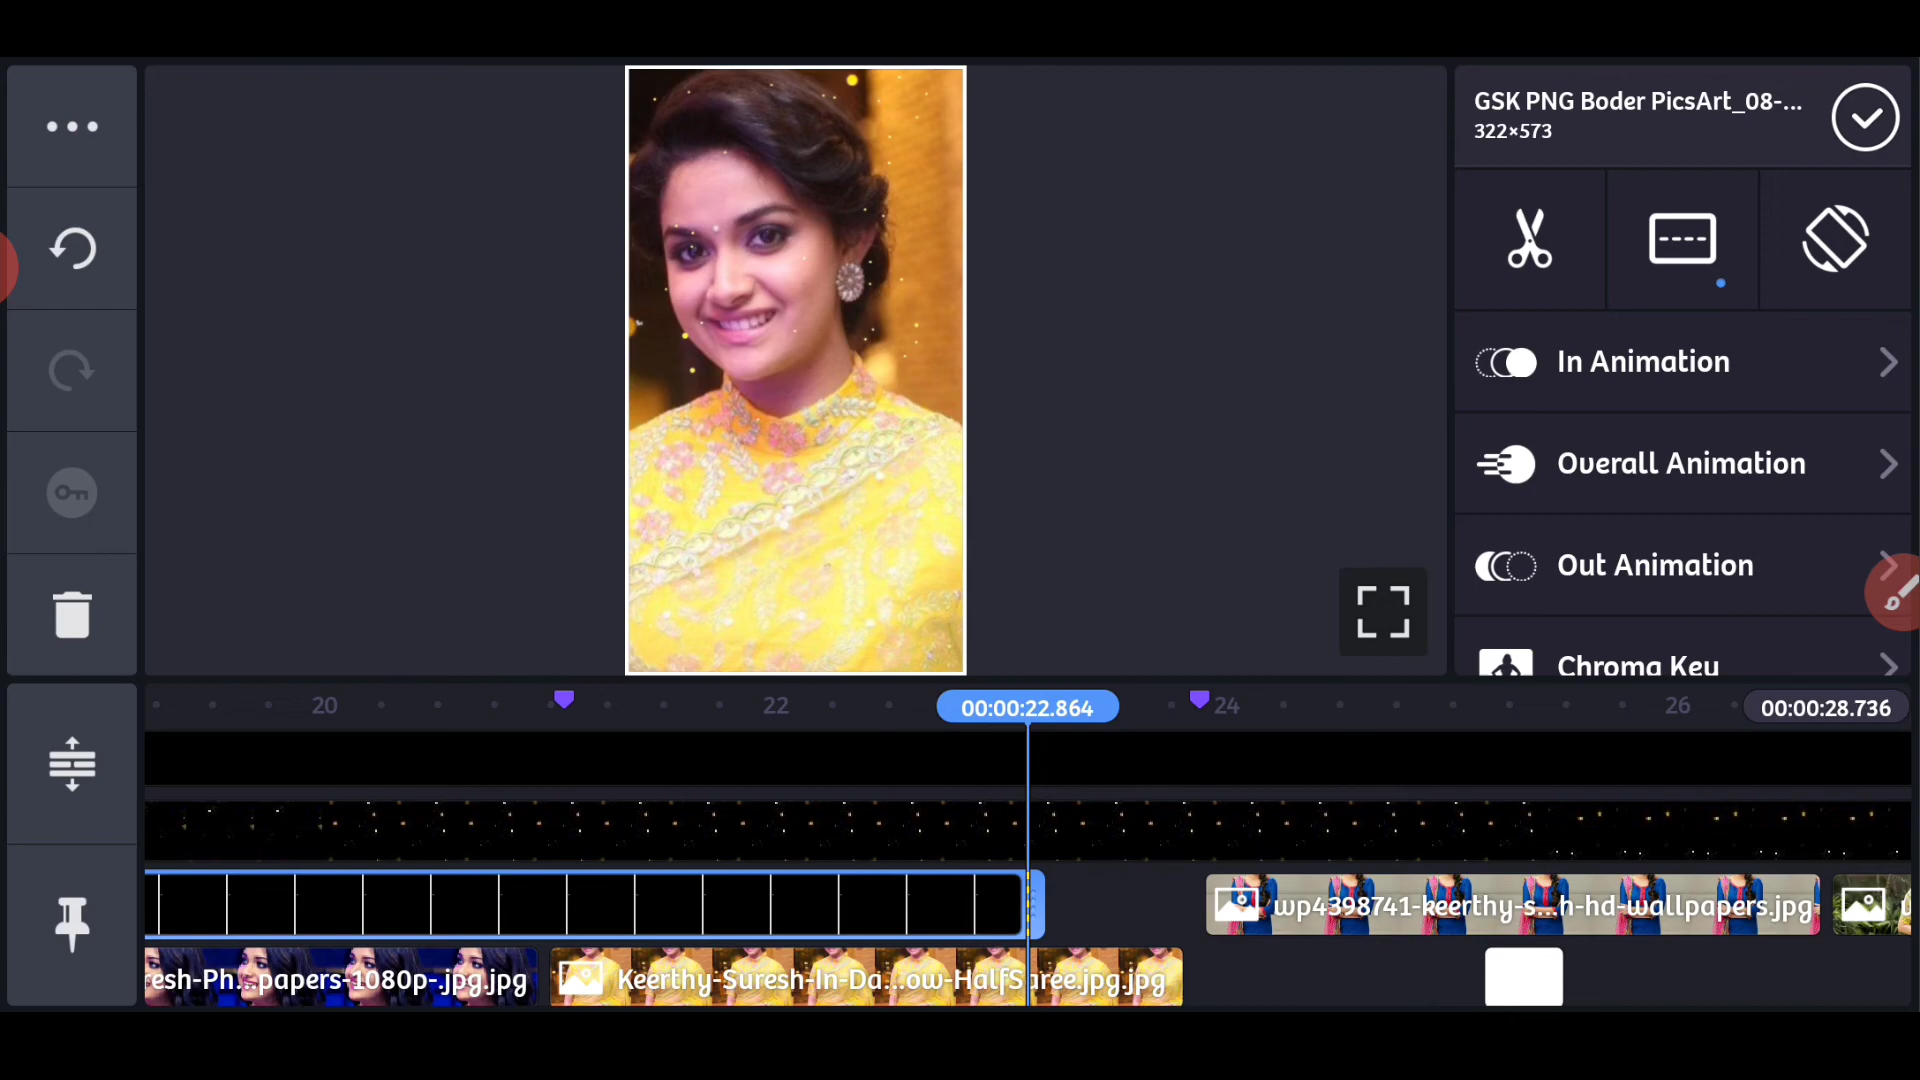 GSK PNG Boder PicsArt_08-...
322×573
In Animation
Overall Animation
Out Animation
Chroma Key
20
22
00:00:22.864
24
26
00:00:28.736
wp4398741-keerthy-s...h-hd-wallpapers.jpg
resh-Ph...papers-1080p-.jpg.jpg
Keerthy-Suresh-In-Da...ow-HalfSaree.jpg.jpg